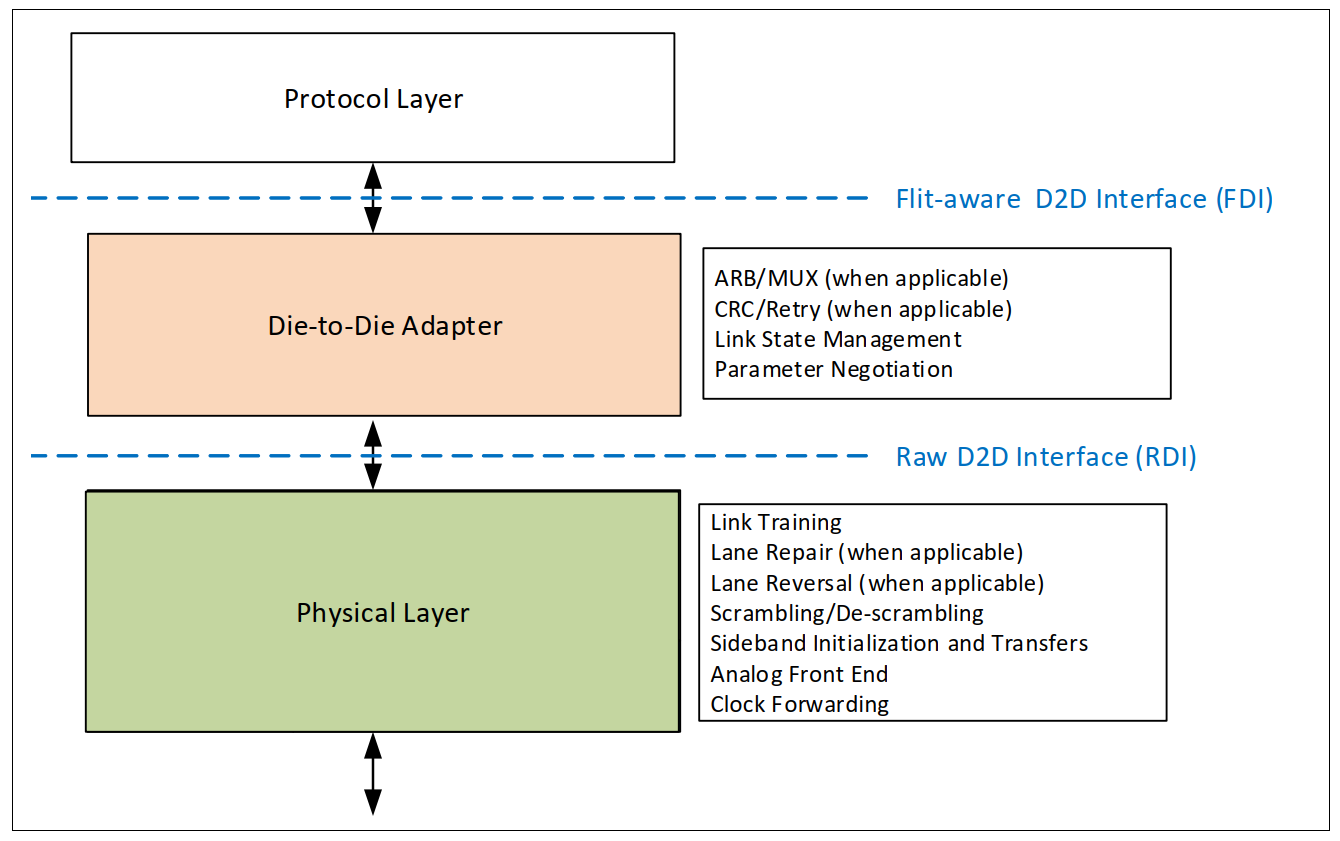 Protocol Layer
Flit-aware D2D Interface (FDI)
Die-to-Die Adapter
ARB/MUX (when applicable)
CRC/Retry (when applicable)
Link State Management
Parameter Negotiation
Raw D2D Interface (RDI)
Physical Layer
Link Training
Lane Repair (when applicable)
Lane Reversal (when applicable)
Scrambling/De-scrambling
Sideband Initialization and Transfers
Analog Front End
Clock Forwarding